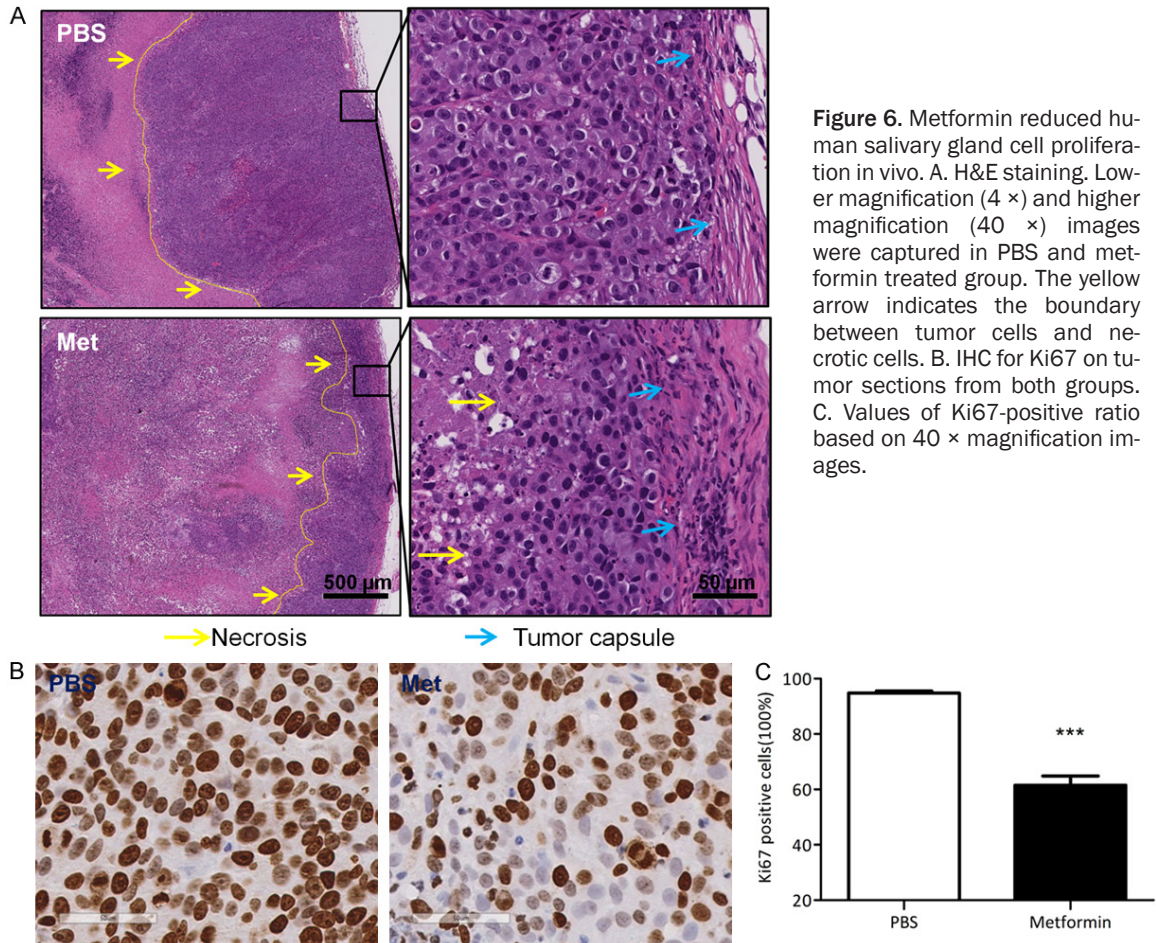 A
PBS
Met
500 µm
50 µm
Necrosis
Tumor capsule
Figure 6. Metformin reduced hu-
man salivary gland cell prolifera-
tion in vivo. A. H&E staining. Low-
er magnification (4 ×) and higher
magnification (40 ×) images
were captured in PBS and met-
formin treated group. The yellow
arrow indicates the boundary
between tumor cells and ne-
crotic cells. B. IHC for Ki67 on tu-
mor sections from both groups.
C. Values of Ki67-positive ratio
based on 40 × magnification im-
ages.
B
PBS
50um
Met
50um
C
Ki67 positive cells(100%)
100
80
60
40
20
***
PBS
Metformin